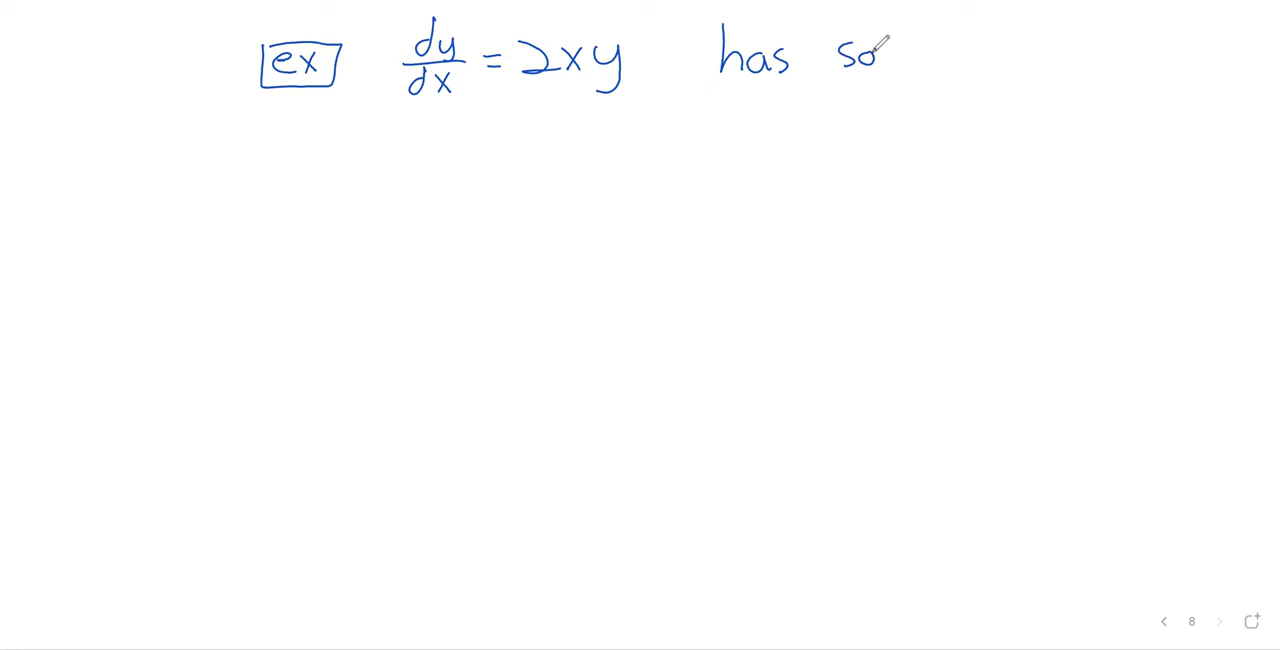 ex dy/dx = 2xy has so
8